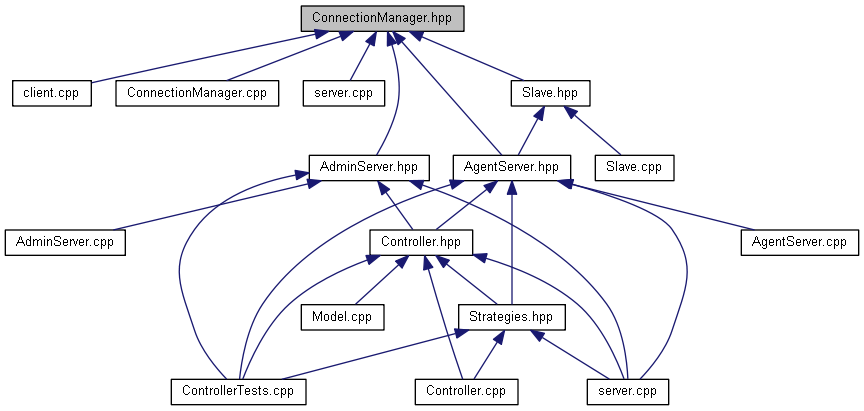 ConnectionManager.hpp
client.cpp
ConnectionManager.cpp
server.cpp
Slave.hpp
AdminServer.hpp
AgentServer.hpp
Slave.cpp
AdminServer.cpp
Controller.hpp
AgentServer.cpp
Model.cpp
Strategies.hpp
ControllerTests.cpp
Controller.cpp
server.cpp